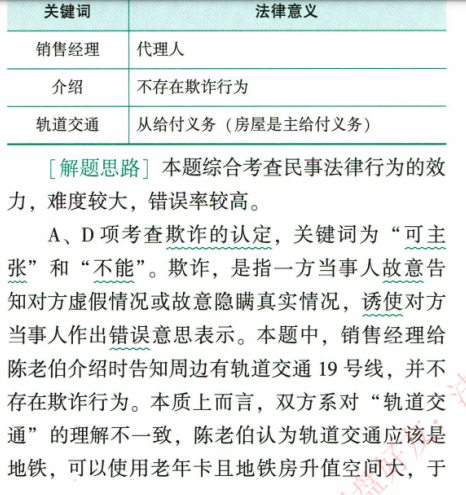 关键词 法律意义
销售经理 代理人
介绍 不存在欺诈行为
轨道交通 从给付义务（房屋是主给付义务）
［解题思路］本题综合考查民事法律行为的效
力，难度较大，错误率较高。
A、D 项考查欺诈的认定，关键词为“可主
张”和“不能”。欺诈，是指一方当事人故意告
知对方虚假情况或故意隐瞒真实情况，诱使对方
当事人作出错误意思表示。本题中，销售经理给
陈老伯介绍时告知周边有轨道交通 19 号线，并不
存在欺诈行为。本质上而言，双方系对“轨道交
通”的理解不一致，陈老伯认为轨道交通应该是
地铁，可以使用老年卡且地铁房升值空间大，于